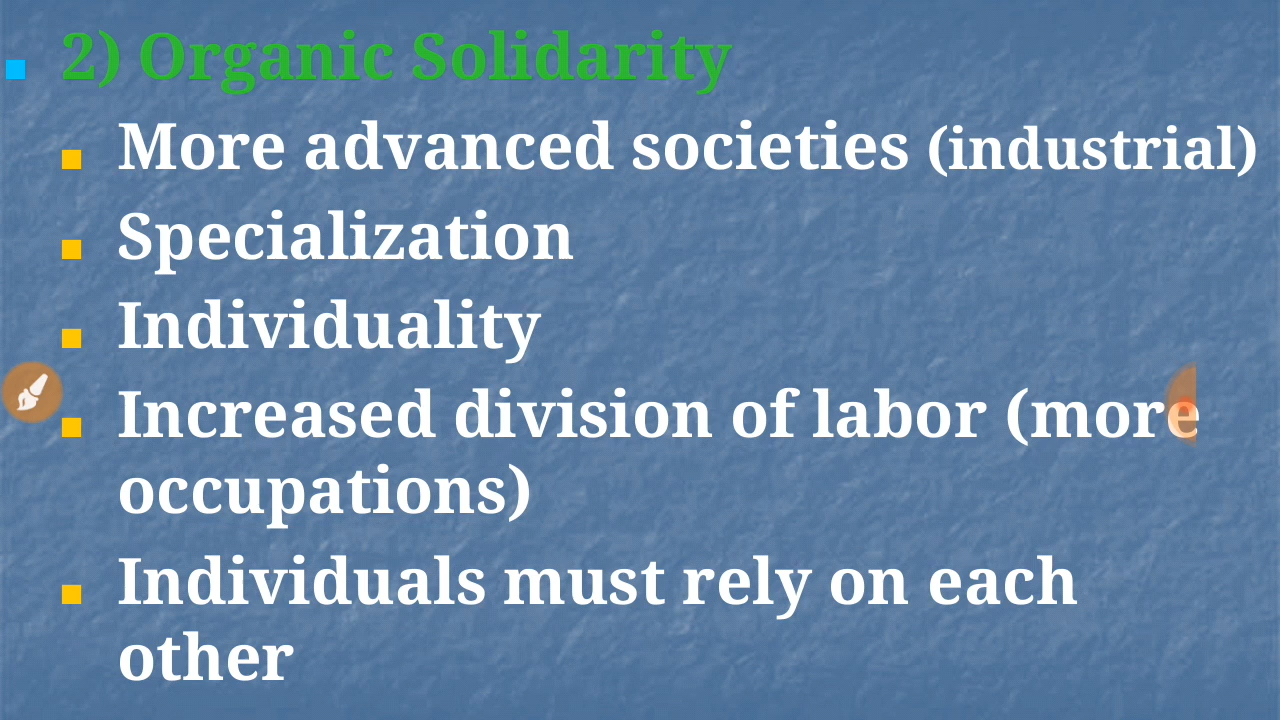 2) Organic Solidarity
More advanced societies (industrial)
Specialization
Individuality
Increased division of labor (more
occupations)
Individuals must rely on each
other